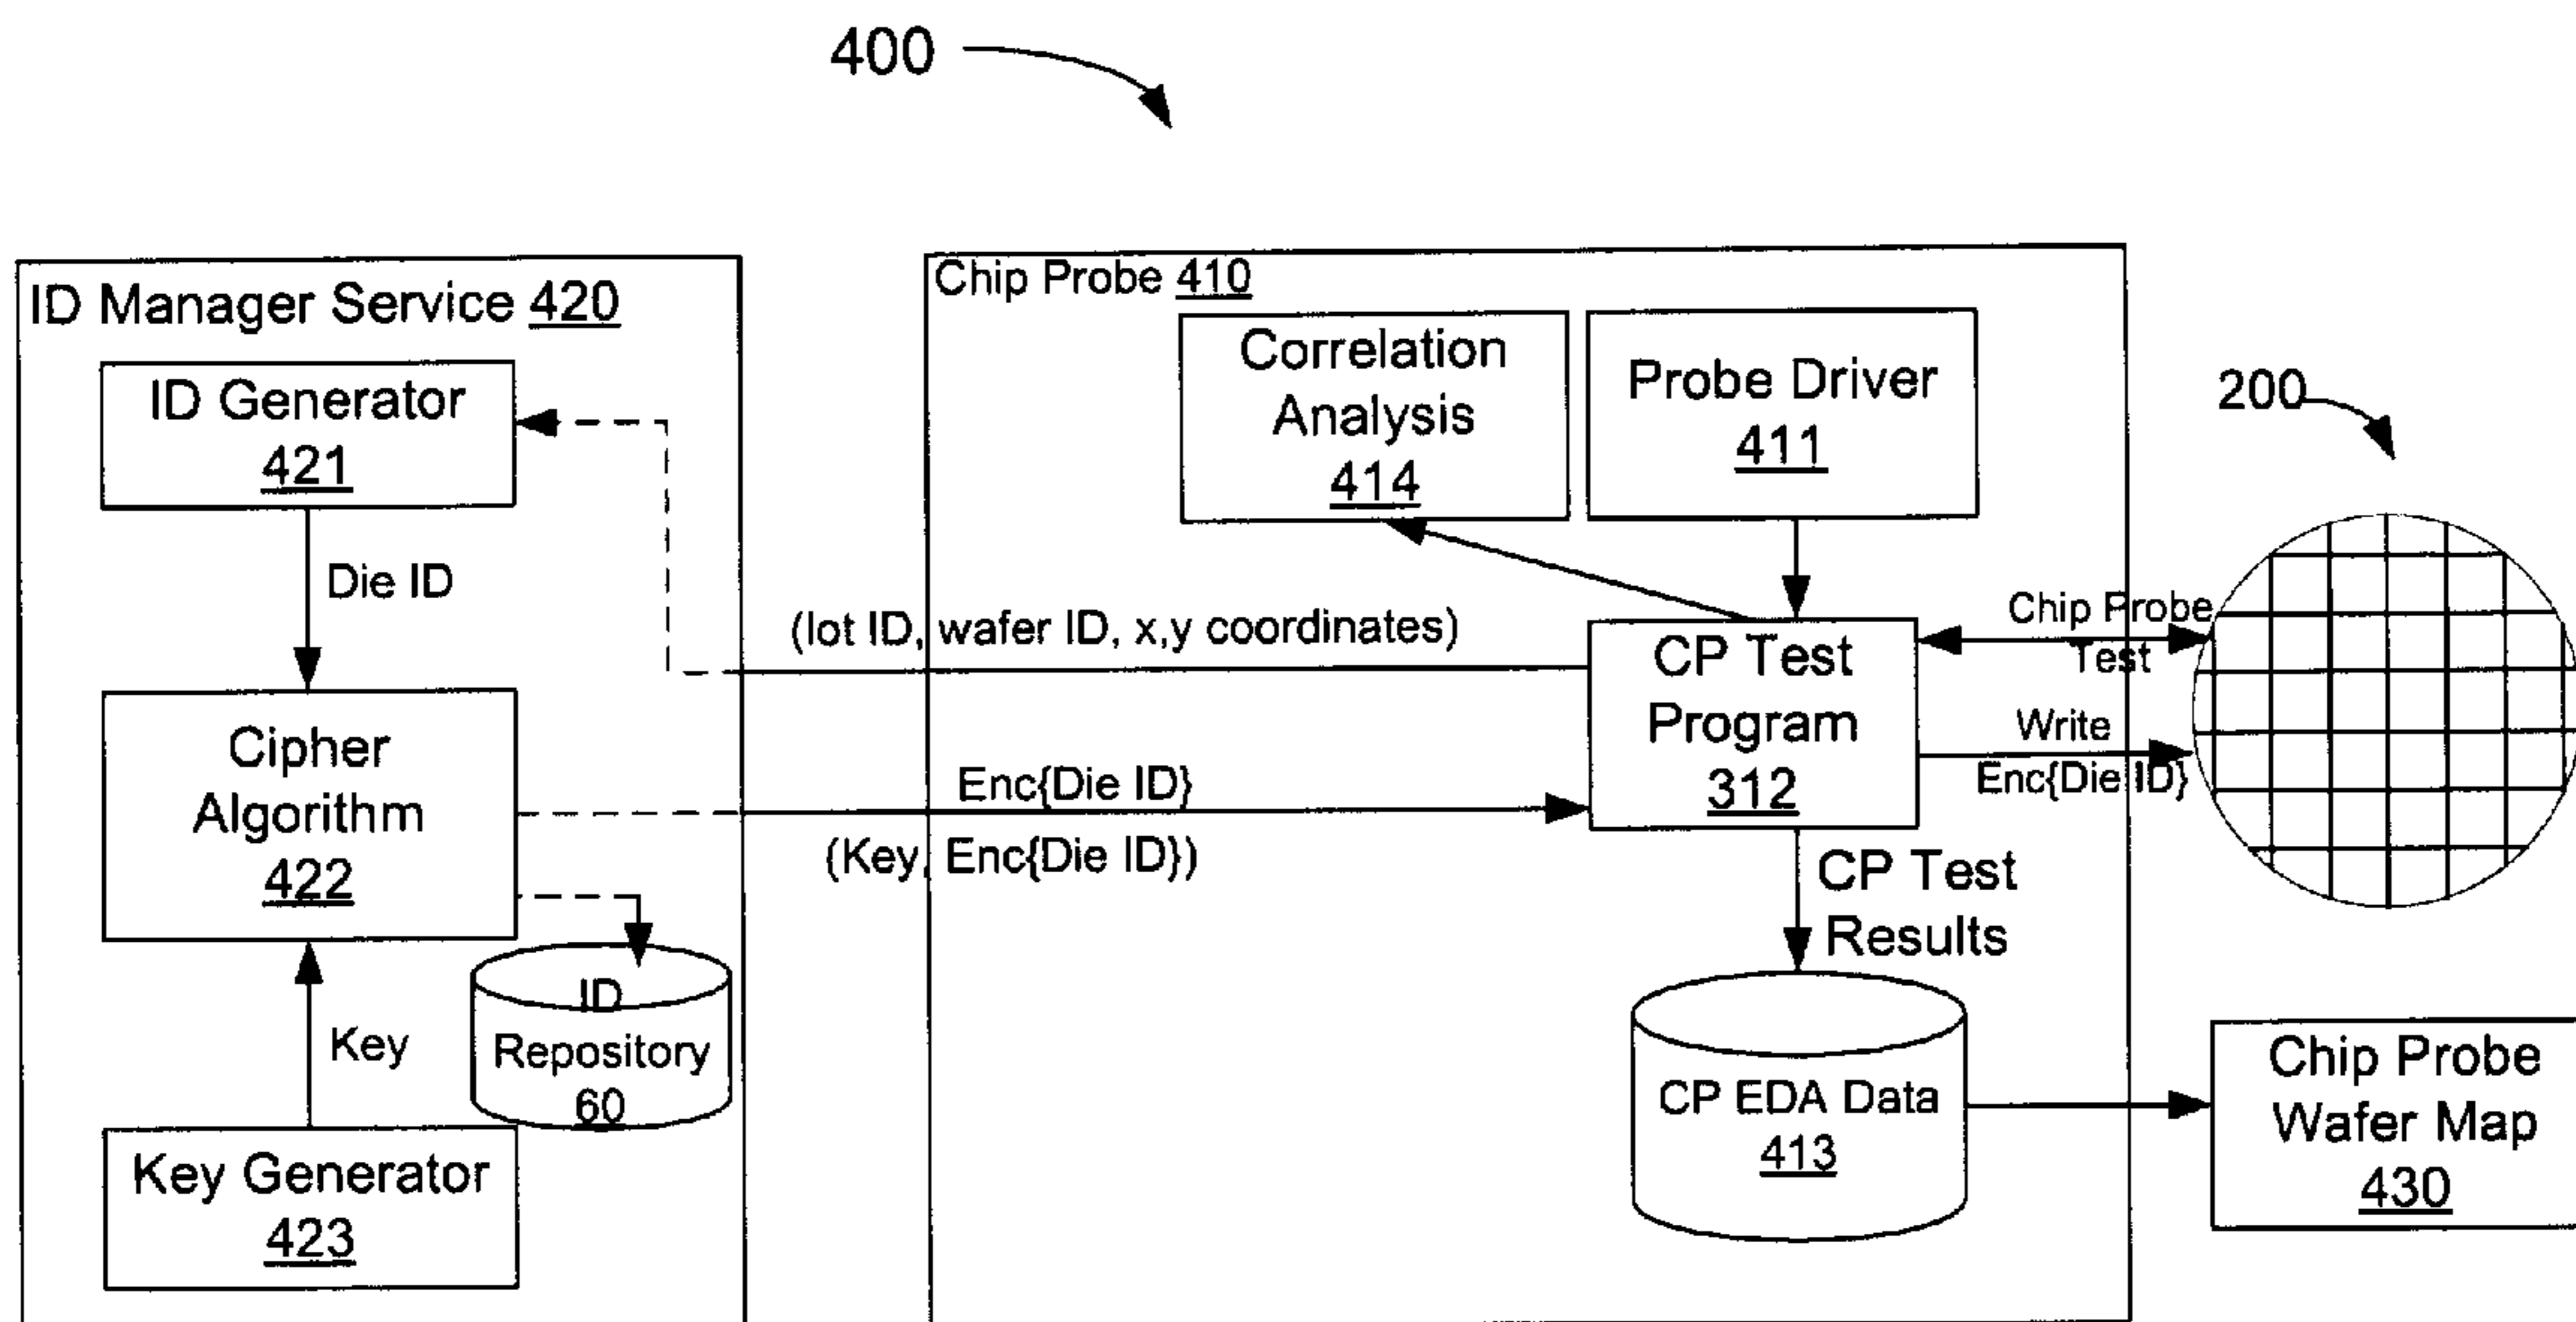 400
ID Manager Service 420
ID Generator
421
Die ID
Cipher
Algorithm
422
Key
Key Generator
423
ID
Repository
60
(lot ID, wafer ID, x,y coordinates)
Enc{Die ID}
(Key, Enc{Die ID})
Chip Probe 410
Correlation
Analysis
414
Probe Driver
411
CP Test
Program
312
CP Test
Results
CP EDA Data
413
Chip Probe
Test
Write
Enc{Die ID}
200
Chip Probe
Wafer Map
430